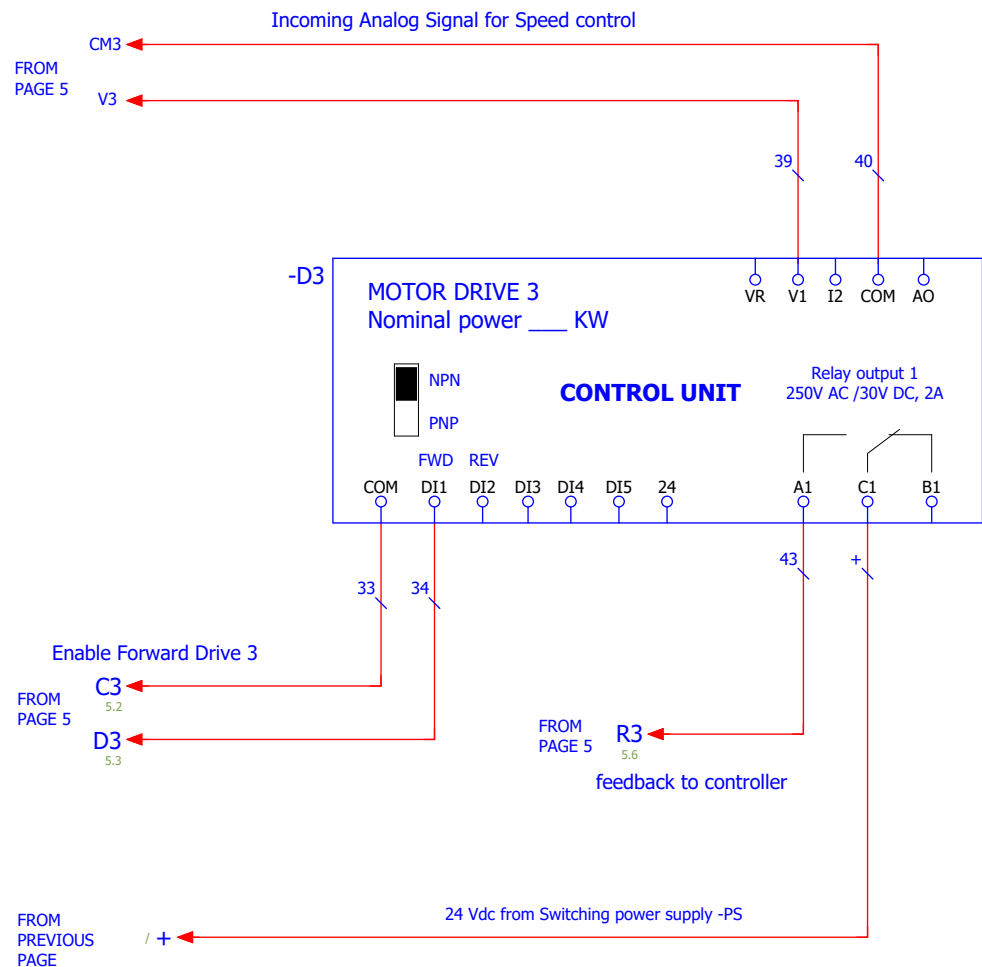 Incoming Analog Signal for Speed control
CM3
FROM
PAGE 5
V3
39
40
-D3
MOTOR DRIVE 3
Nominal power ___ KW
VR
V1
I2
COM
AO
NPN
PNP
CONTROL UNIT
Relay output 1
250V AC /30V DC, 2A
FWD
REV
COM
DI1
DI2
DI3
DI4
DI5
24
A1
C1
B1
33
34
43
+
Enable Forward Drive 3
FROM
PAGE 5
C3
5.2
D3
5.3
FROM
PAGE 5
R3
5.6
feedback to controller
24 Vdc from Switching power supply -PS
FROM
PREVIOUS
PAGE
/ +